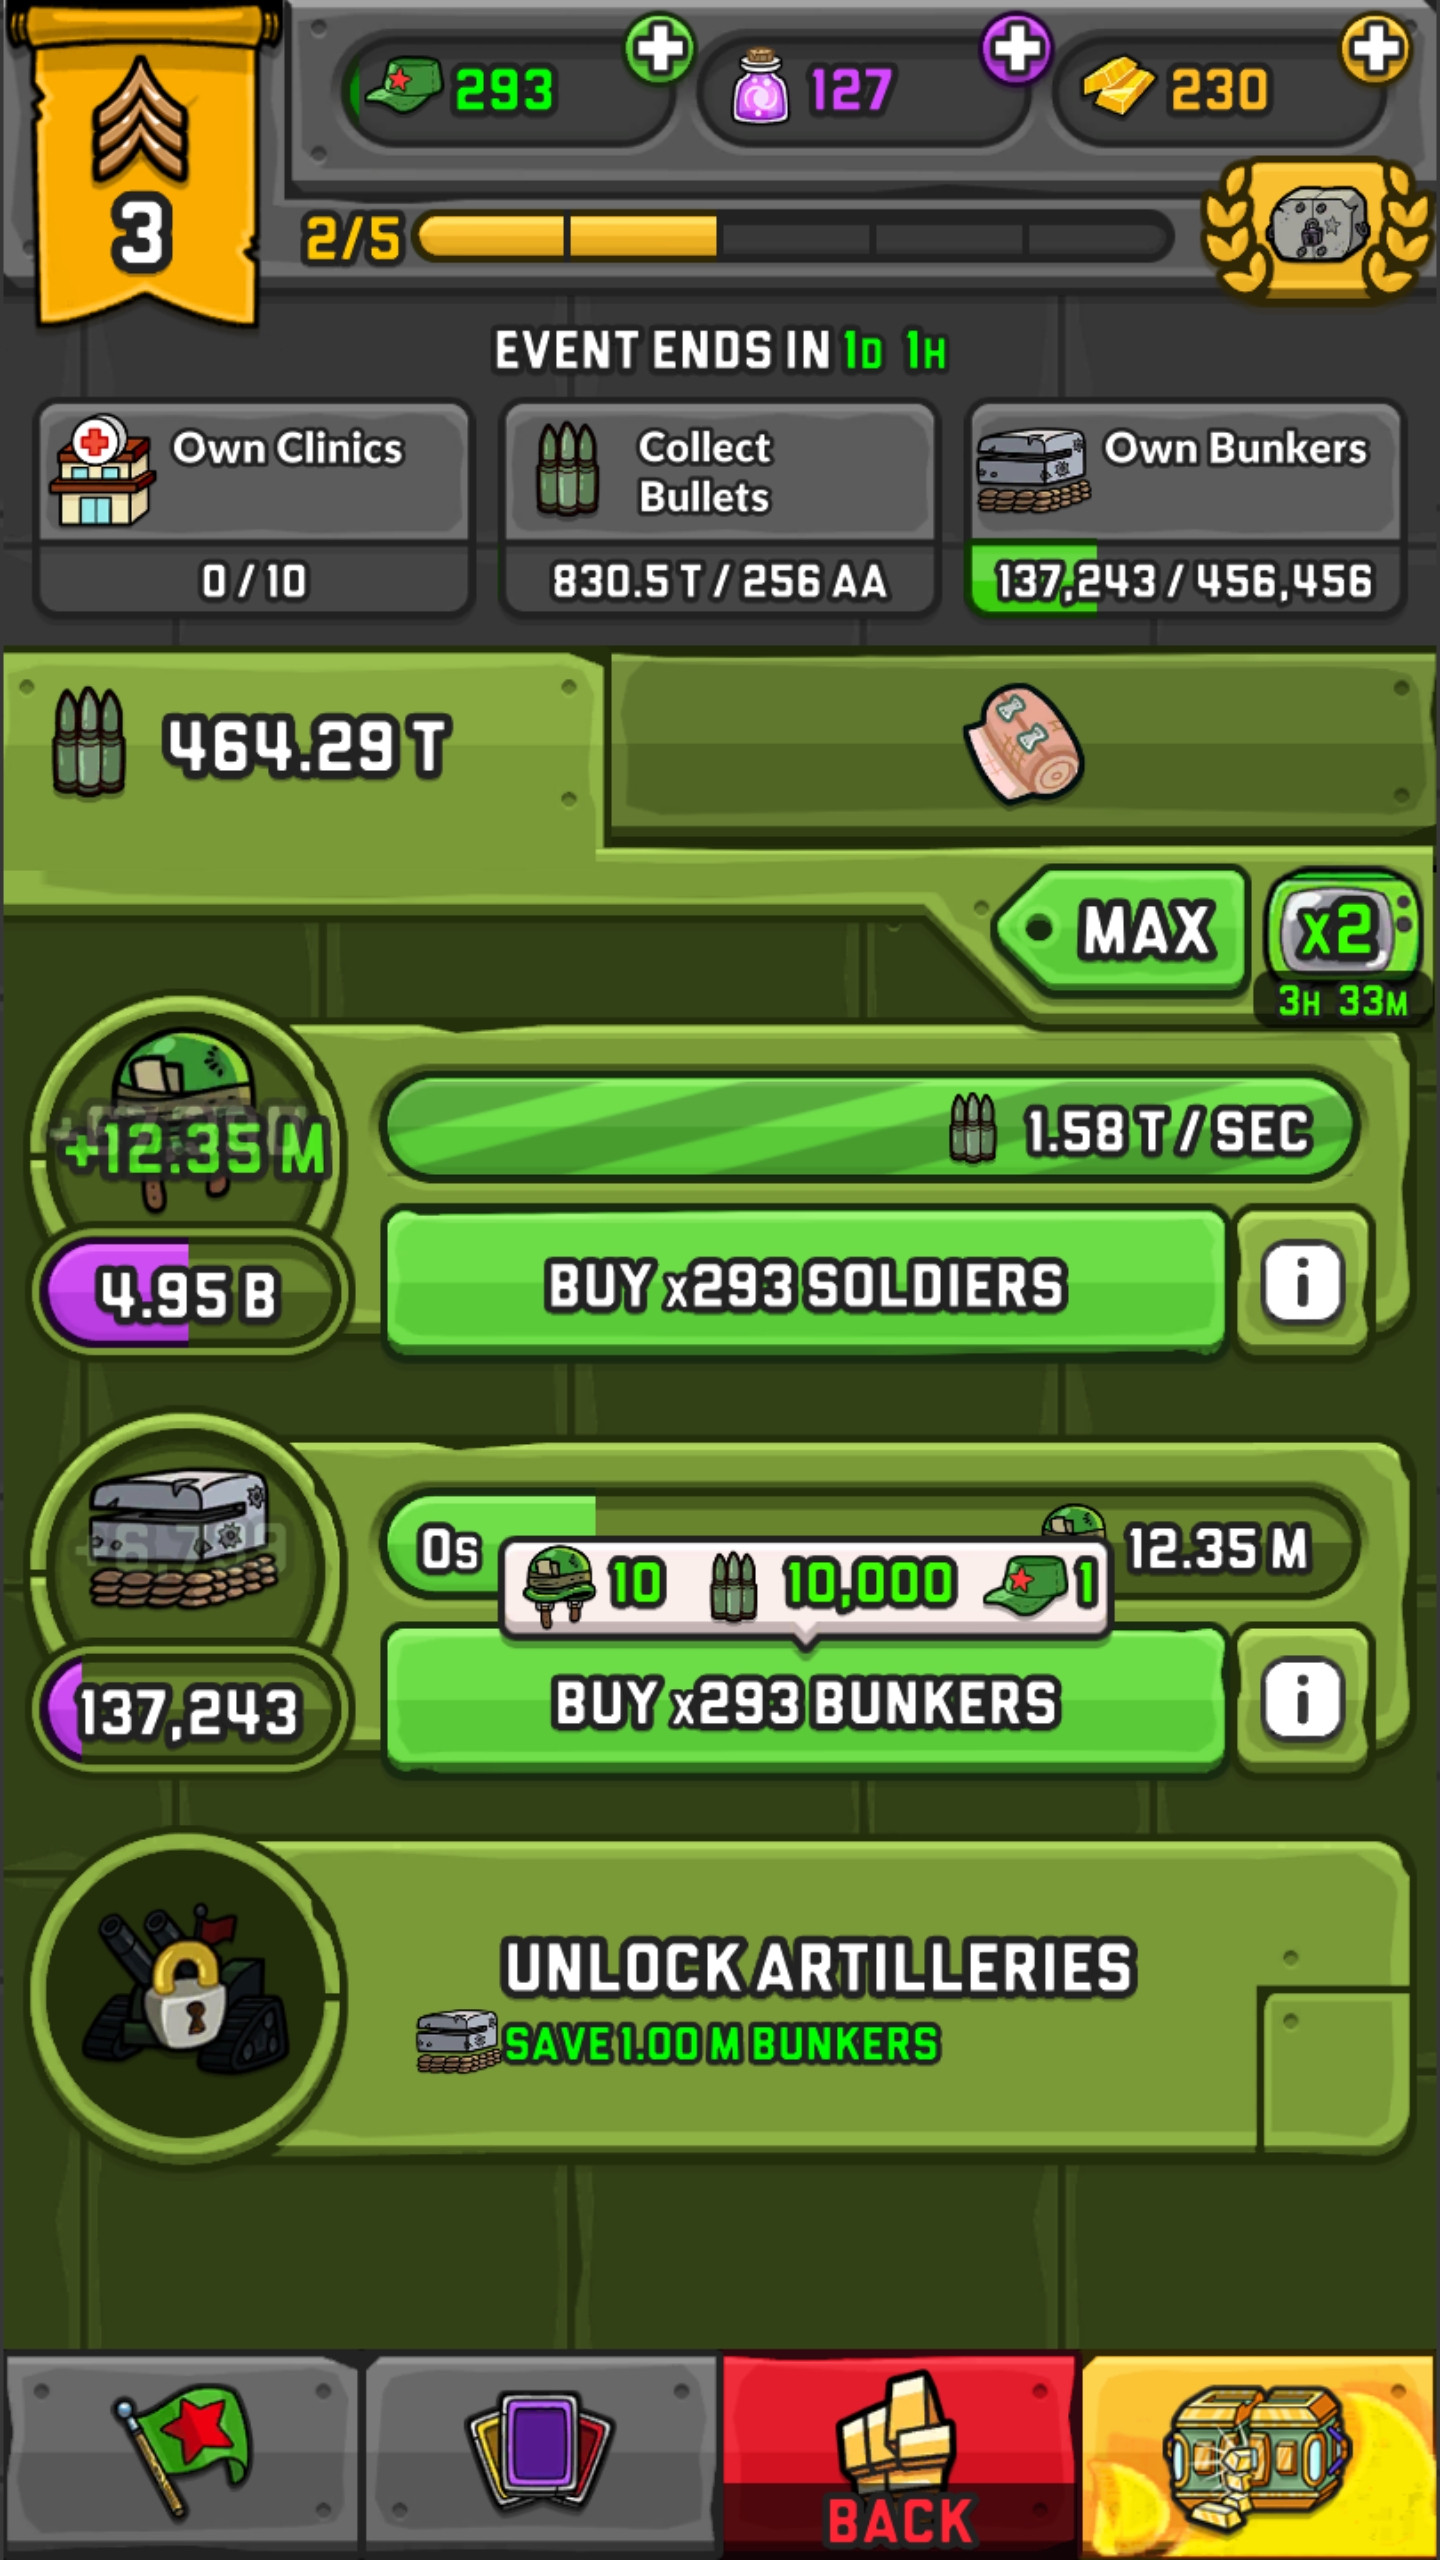 293
127
230
3
2/5
EVENT ENDS IN 1D 1H
Own Clinics
0 / 10
Collect
Bullets
830.5 T / 256 AA
Own Bunkers
137,243 / 456,456
464.29 T
MAX
x2
3H 33M
+12.35 M
1.58 T / SEC
4.95 B
BUY x293 SOLDIERS
i
0s
12.35 M
10 10,000 1
137,243
BUY x293 BUNKERS
i
UNLOCK ARTILLERIES
SAVE 1.00 M BUNKERS
BACK